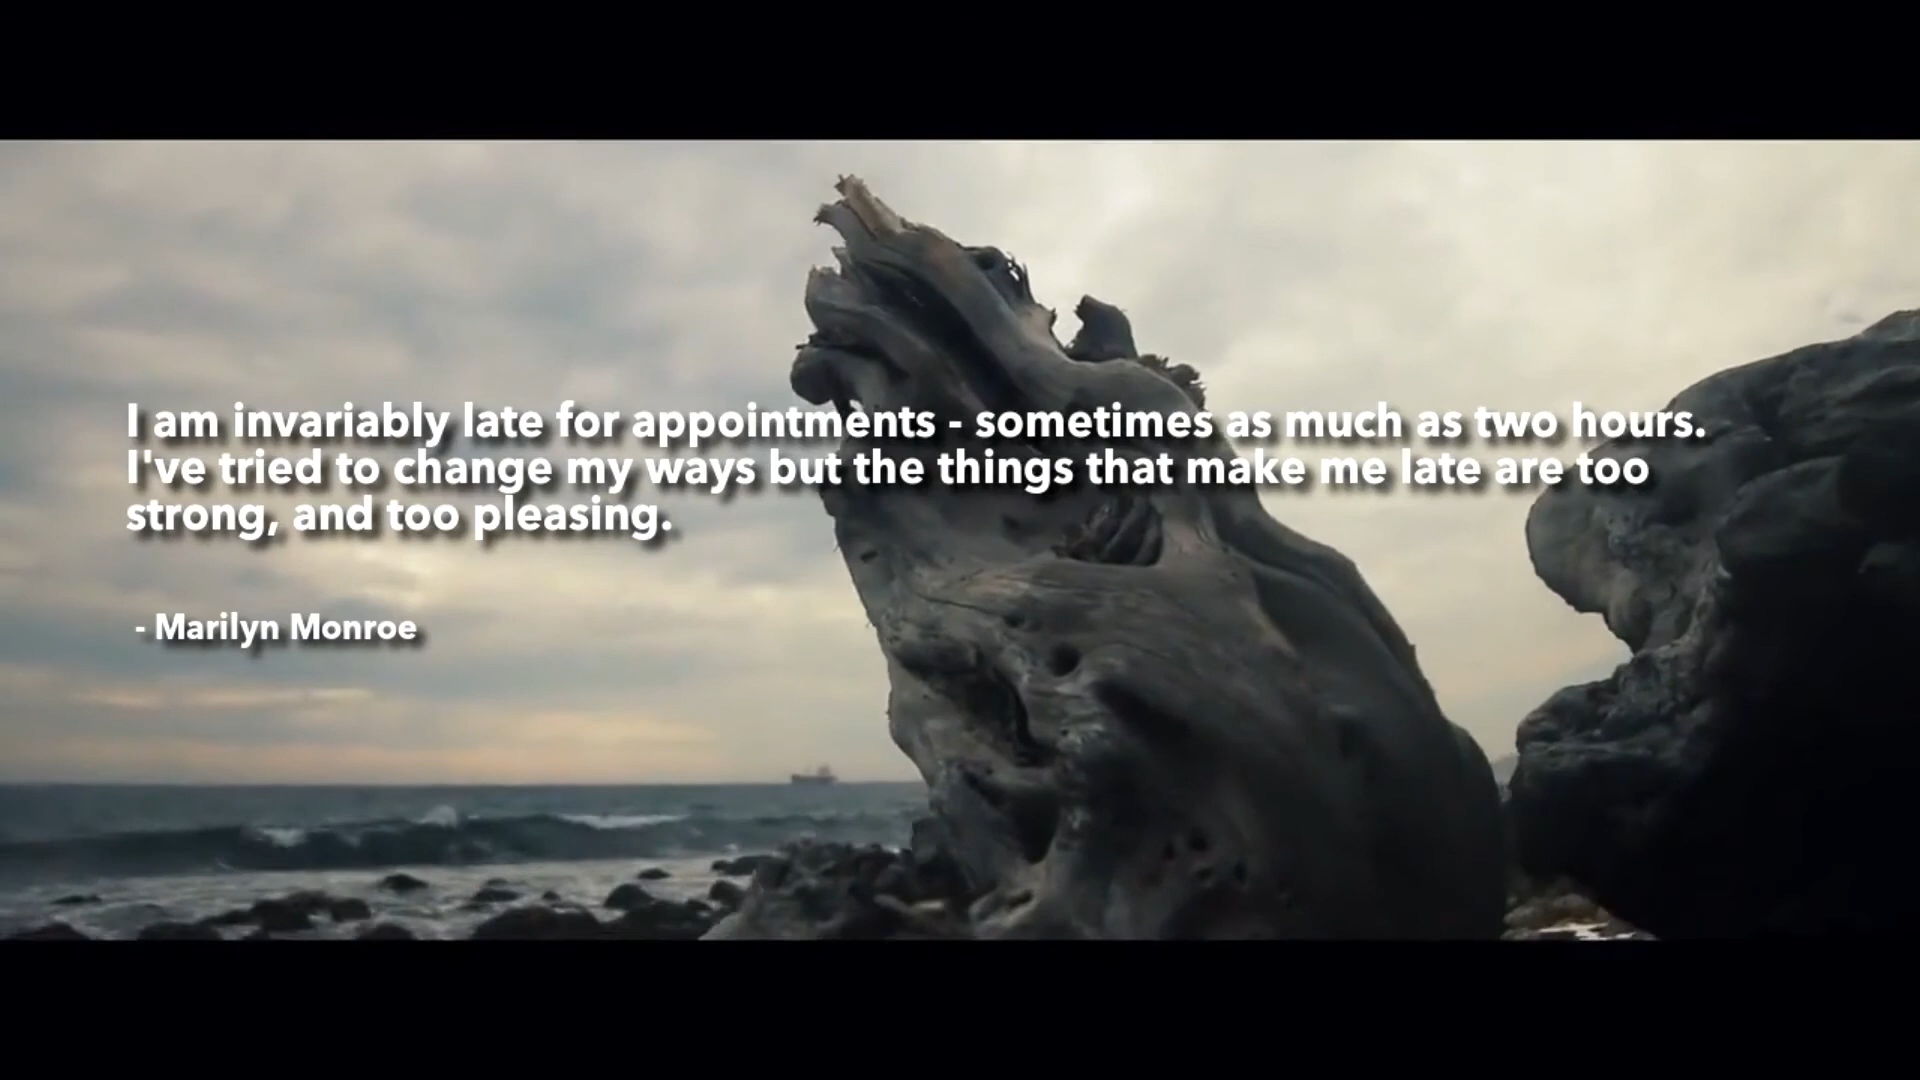 I am invariably late for appointments - sometimes as much as two hours.
I've tried to change my ways but the things that make me late are too
strong, and too pleasing.
- Marilyn Monroe